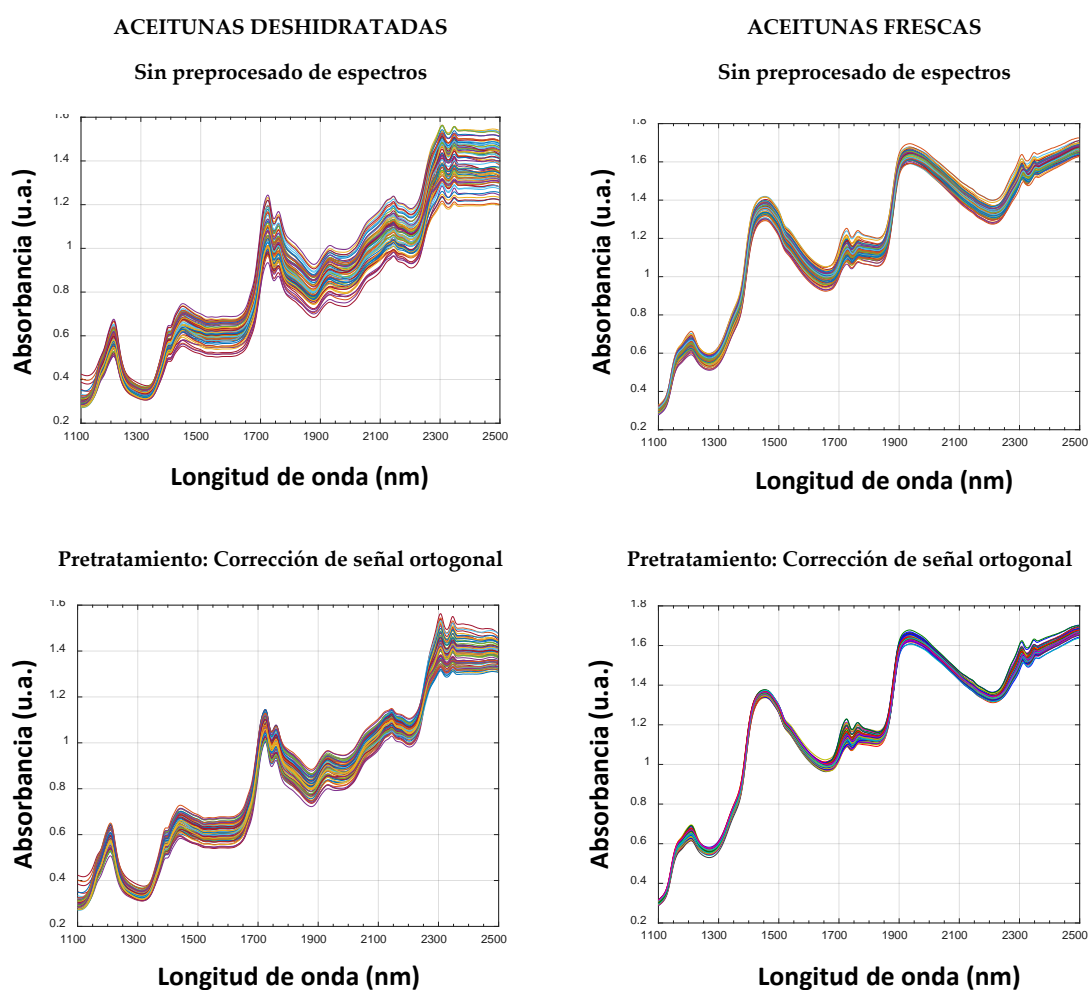 ACEITUNAS DESHIDRATADAS
Sin preprocesado de espectros
1.6
1.4
1.2
1
0.8
0.6
0.4
0.2
Absorbancia (u.a.)
1100 1300 1500 1700 1900 2100 2300 2500
Longitud de onda (nm)
ACEITUNAS FRESCAS
Sin preprocesado de espectros
1.8
1.6
1.4
1.2
1
0.8
0.6
0.4
0.2
Absorbancia (u.a.)
1100 1300 1500 1700 1900 2100 2300 2500
Longitud de onda (nm)
Pretratamiento: Corrección de señal ortogonal
1.6
1.4
1.2
1
0.8
0.6
0.4
0.2
Absorbancia (u.a.)
1100 1300 1500 1700 1900 2100 2300 2500
Longitud de onda (nm)
Pretratamiento: Corrección de señal ortogonal
1.8
1.6
1.4
1.2
1
0.8
0.6
0.4
0.2
Absorbancia (u.a.)
1100 1300 1500 1700 1900 2100 2300 2500
Longitud de onda (nm)